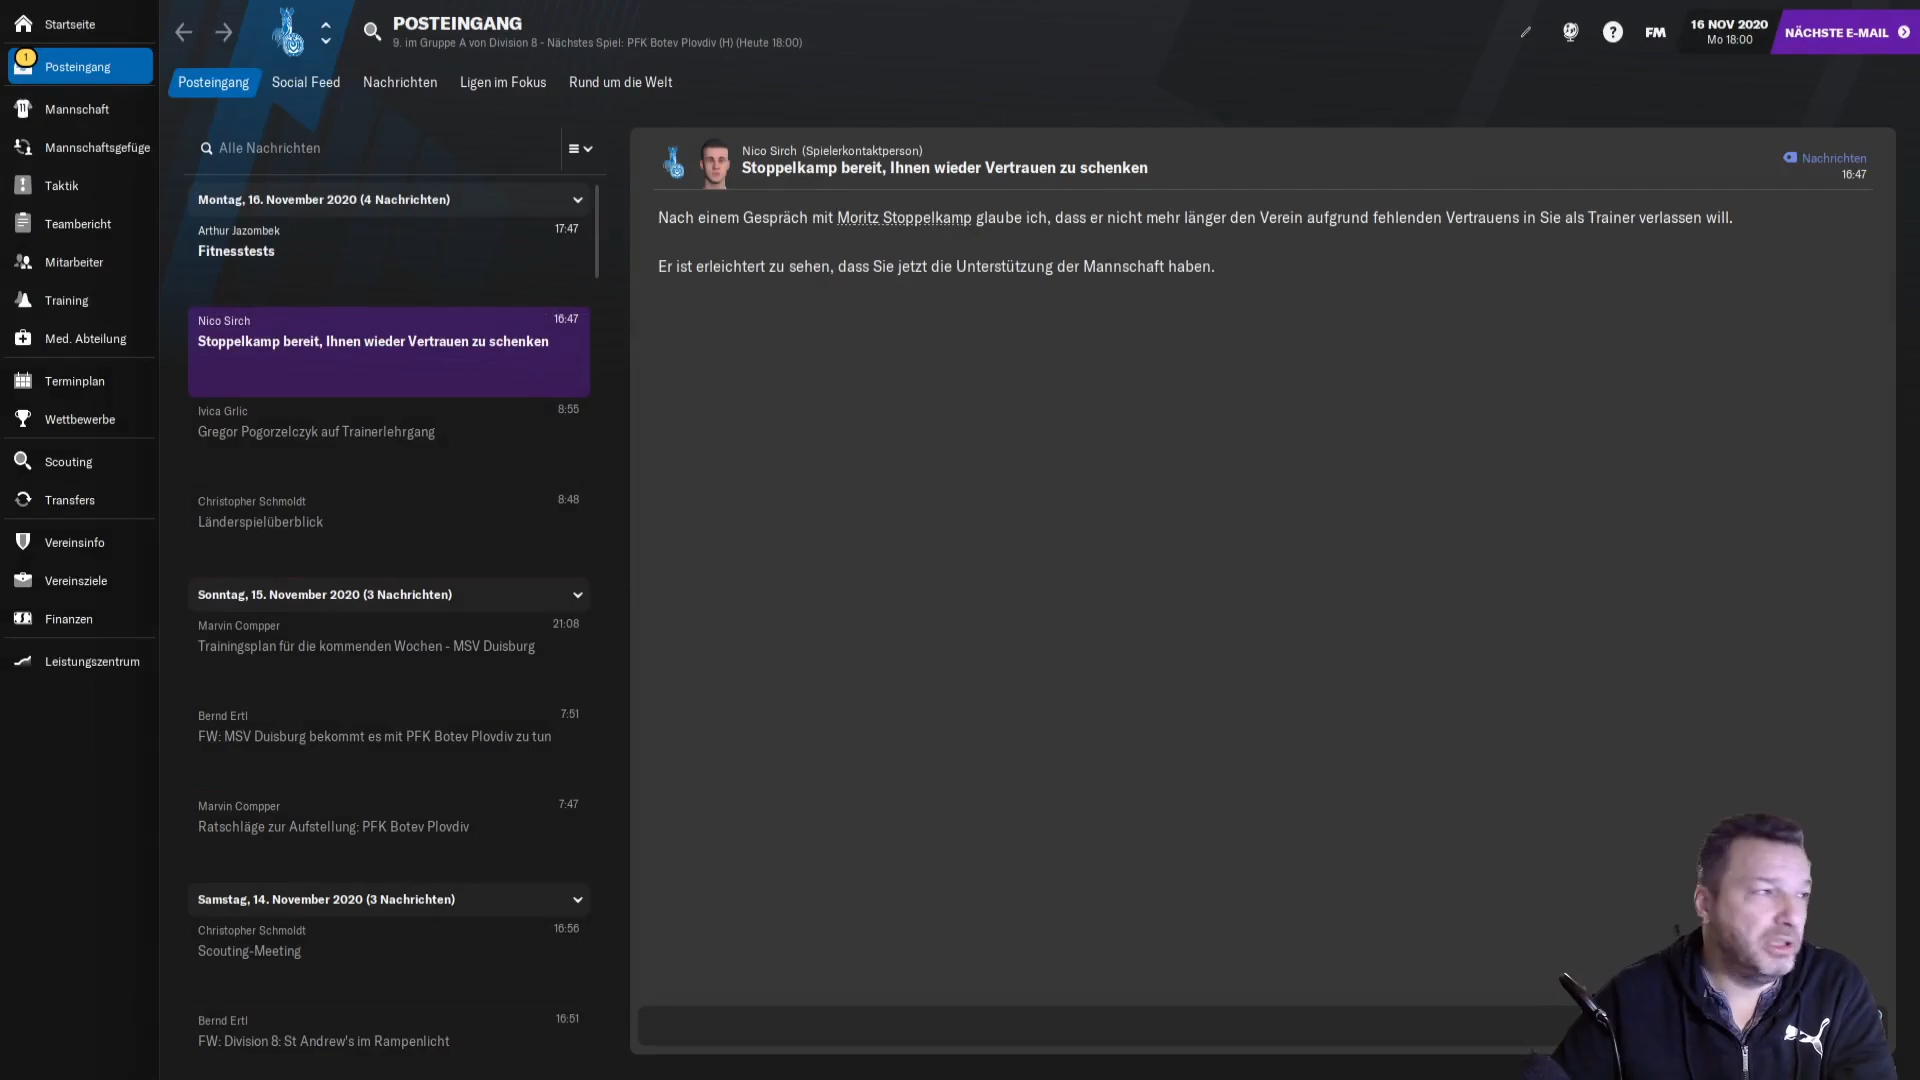 Startseite
1
Posteingang
Mannschaft
Mannschaftsgefüge
Taktik
Teambericht
Mitarbeiter
Training
Med. Abteilung
Terminplan
Wettbewerbe
Scouting
Transfers
Vereinsinfo
Vereinsziele
Finanzen
Leistungszentrum
POSTEINGANG
9. im Gruppe A von Division 8 - Nächstes Spiel: PFK Botev Plovdiv (H) (Heute 18:00)
?
FM
16 NOV 2020
Mo 18:00
NÄCHSTE E-MAIL
Posteingang
Social Feed
Nachrichten
Ligen im Fokus
Rund um die Welt
Alle Nachrichten
Montag, 16. November 2020 (4 Nachrichten)
Arthur Jazombek 17:47
Fitnesstests
Nico Sirch 16:47
Stoppelkamp bereit, Ihnen wieder Vertrauen zu schenken
Ivica Grlic 8:55
Gregor Pogorzelczyk auf Trainerlehrgang
Christopher Schmoldt 8:48
Länderspielüberblick
Sonntag, 15. November 2020 (3 Nachrichten)
Marvin Compper 21:08
Trainingsplan für die kommenden Wochen - MSV Duisburg
Bernd Ertl 7:51
FW: MSV Duisburg bekommt es mit PFK Botev Plovdiv zu tun
Marvin Compper 7:47
Ratschläge zur Aufstellung: PFK Botev Plovdiv
Samstag, 14. November 2020 (3 Nachrichten)
Christopher Schmoldt 16:56
Scouting-Meeting
Bernd Ertl 16:51
FW: Division 8: St Andrew's im Rampenlicht
Nico Sirch (Spielerkontaktperson)
Stoppelkamp bereit, Ihnen wieder Vertrauen zu schenken
Nachrichten
16:47
Nach einem Gespräch mit Moritz Stoppelkamp glaube ich, dass er nicht mehr länger den Verein aufgrund fehlenden Vertrauens in Sie als Trainer verlassen will.
Er ist erleichtert zu sehen, dass Sie jetzt die Unterstützung der Mannschaft haben.